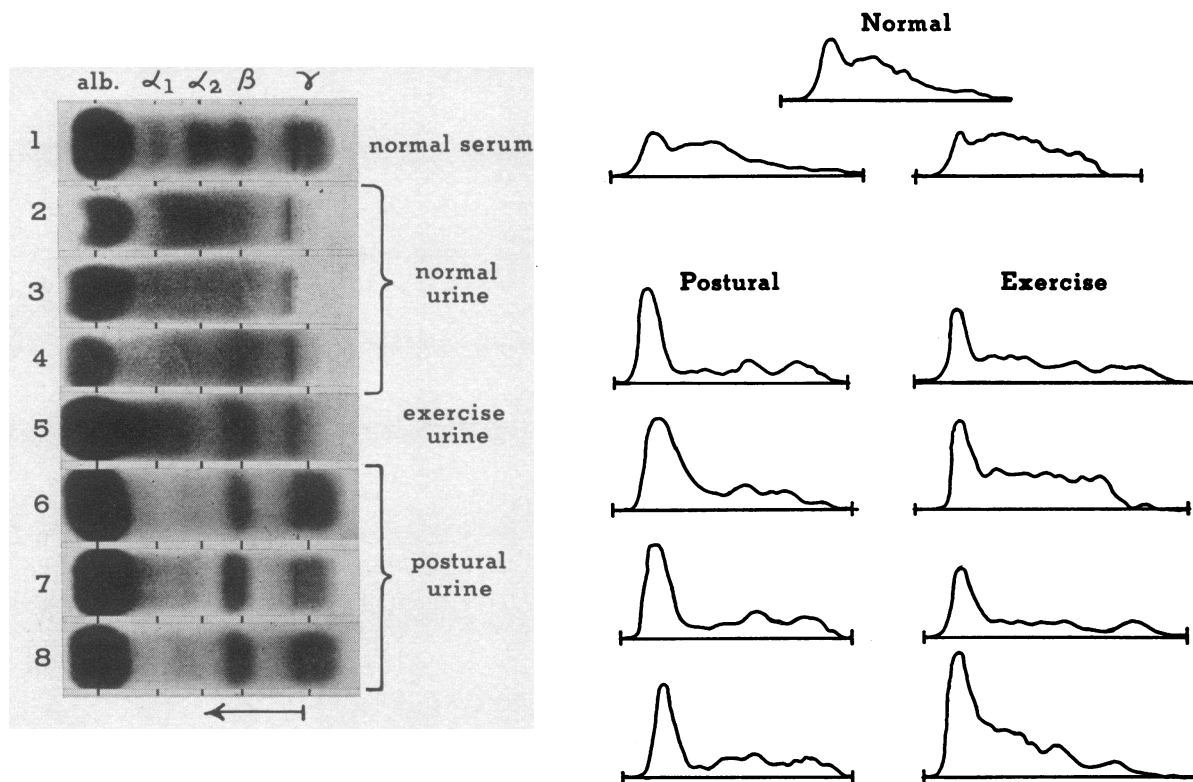 alb. α1 α2 β γ
1
normal serum
2
3
normal
urine
4
5
exercise
urine
6
7
postural
urine
8
Normal
Postural
Exercise